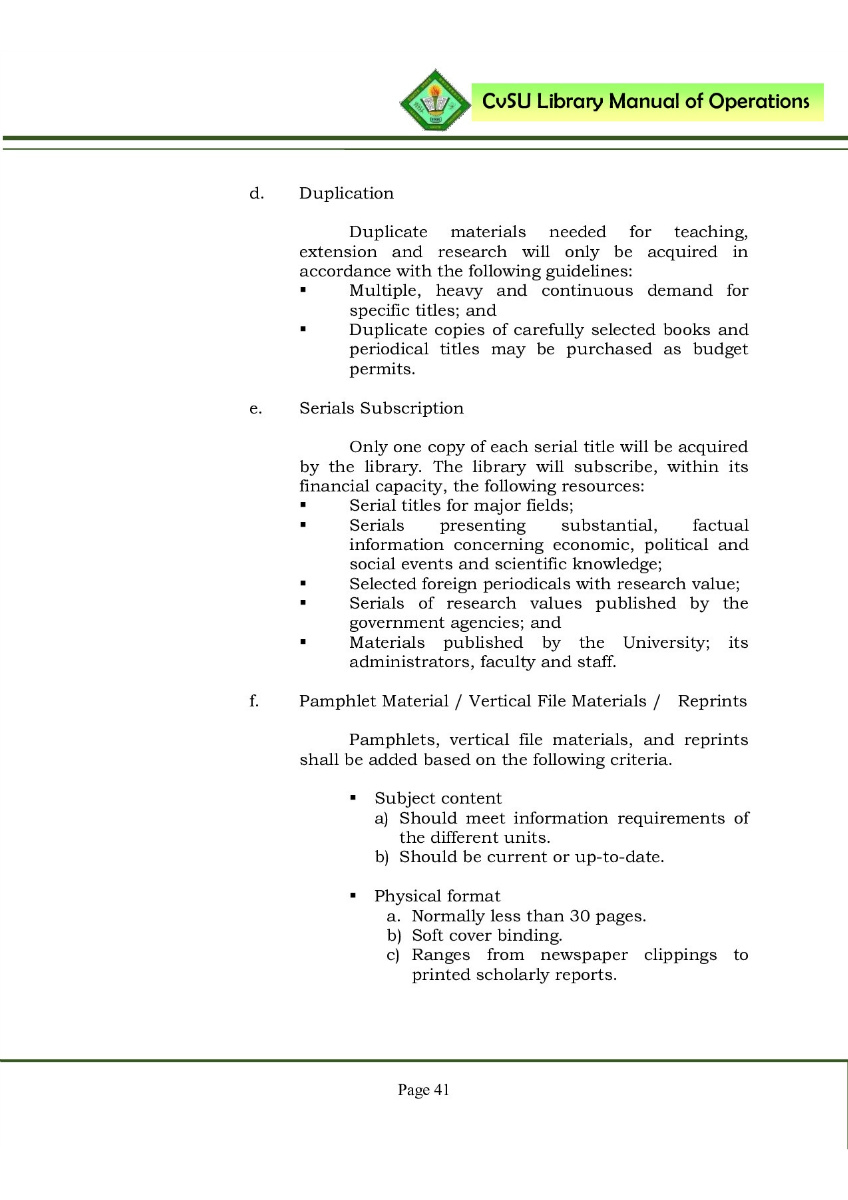 CvSU Library Manual of Operations
d. Duplication
Duplicate materials needed for teaching,
extension and research will only be acquired in
accordance with the following guidelines:
▪ Multiple, heavy and continuous demand for
specific titles; and
▪ Duplicate copies of carefully selected books and
periodical titles may be purchased as budget
permits.
e. Serials Subscription
Only one copy of each serial title will be acquired
by the library. The library will subscribe, within its
financial capacity, the following resources:
▪ Serial titles for major fields;
▪ Serials presenting substantial, factual
information concerning economic, political and
social events and scientific knowledge;
▪ Selected foreign periodicals with research value;
▪ Serials of research values published by the
government agencies; and
▪ Materials published by the University; its
administrators, faculty and staff.
f. Pamphlet Material / Vertical File Materials / Reprints
Pamphlets, vertical file materials, and reprints
shall be added based on the following criteria.
▪ Subject content
a) Should meet information requirements of
the different units.
b) Should be current or up-to-date.
▪ Physical format
a. Normally less than 30 pages.
b) Soft cover binding.
c) Ranges from newspaper clippings to
printed scholarly reports.
Page 41